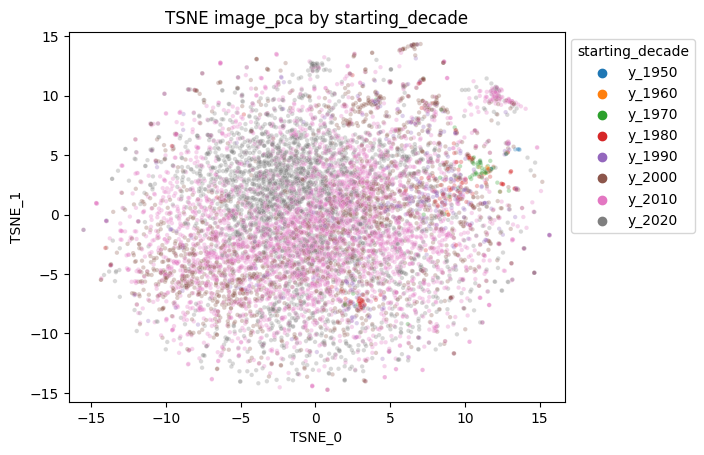 TSNE image_pca by starting_decade
15
10
5
0
−5
−10
−15
TSNE_1
−15
−10
−5
0
5
10
15
TSNE_0
starting_decade
y_1950
y_1960
y_1970
y_1980
y_1990
y_2000
y_2010
y_2020